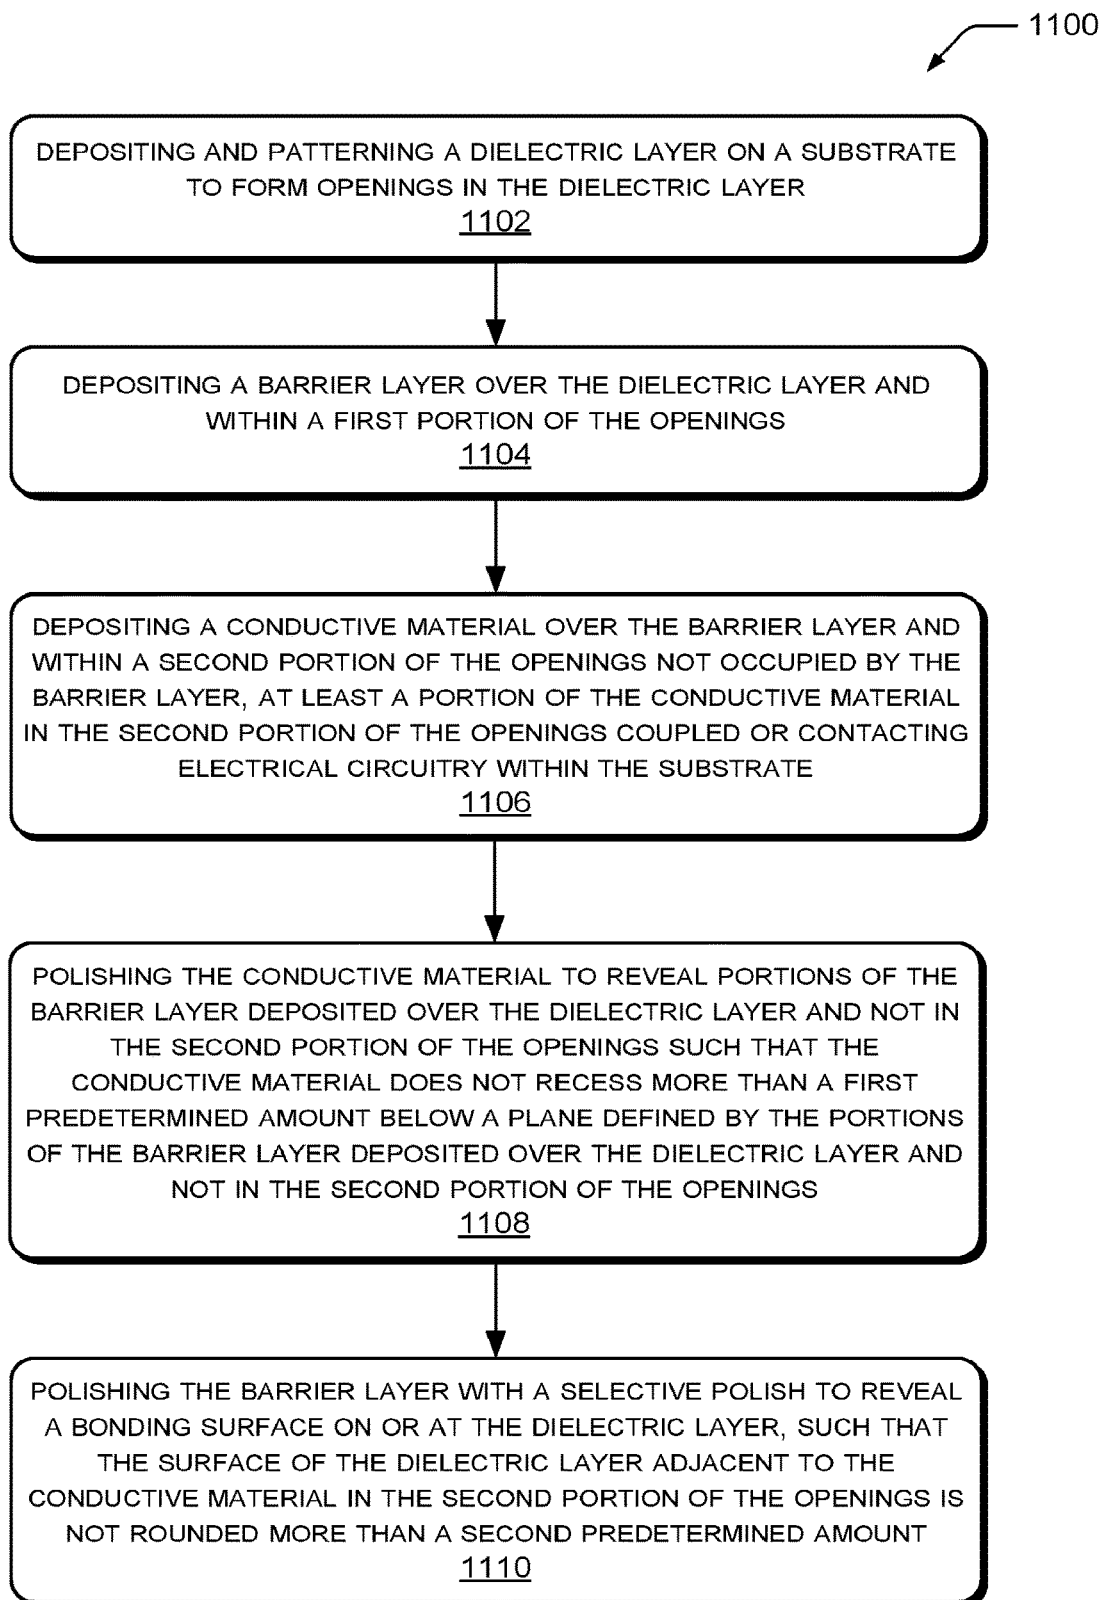 1100
DEPOSITING AND PATTERNING A DIELECTRIC LAYER ON A SUBSTRATE
TO FORM OPENINGS IN THE DIELECTRIC LAYER
1102
DEPOSITING A BARRIER LAYER OVER THE DIELECTRIC LAYER AND
WITHIN A FIRST PORTION OF THE OPENINGS
1104
DEPOSITING A CONDUCTIVE MATERIAL OVER THE BARRIER LAYER AND
WITHIN A SECOND PORTION OF THE OPENINGS NOT OCCUPIED BY THE
BARRIER LAYER, AT LEAST A PORTION OF THE CONDUCTIVE MATERIAL
IN THE SECOND PORTION OF THE OPENINGS COUPLED OR CONTACTING
ELECTRICAL CIRCUITRY WITHIN THE SUBSTRATE
1106
POLISHING THE CONDUCTIVE MATERIAL TO REVEAL PORTIONS OF THE
BARRIER LAYER DEPOSITED OVER THE DIELECTRIC LAYER AND NOT IN
THE SECOND PORTION OF THE OPENINGS SUCH THAT THE
CONDUCTIVE MATERIAL DOES NOT RECESS MORE THAN A FIRST
PREDETERMINED AMOUNT BELOW A PLANE DEFINED BY THE PORTIONS
OF THE BARRIER LAYER DEPOSITED OVER THE DIELECTRIC LAYER AND
NOT IN THE SECOND PORTION OF THE OPENINGS
1108
POLISHING THE BARRIER LAYER WITH A SELECTIVE POLISH TO REVEAL
A BONDING SURFACE ON OR AT THE DIELECTRIC LAYER, SUCH THAT
THE SURFACE OF THE DIELECTRIC LAYER ADJACENT TO THE
CONDUCTIVE MATERIAL IN THE SECOND PORTION OF THE OPENINGS IS
NOT ROUNDED MORE THAN A SECOND PREDETERMINED AMOUNT
1110